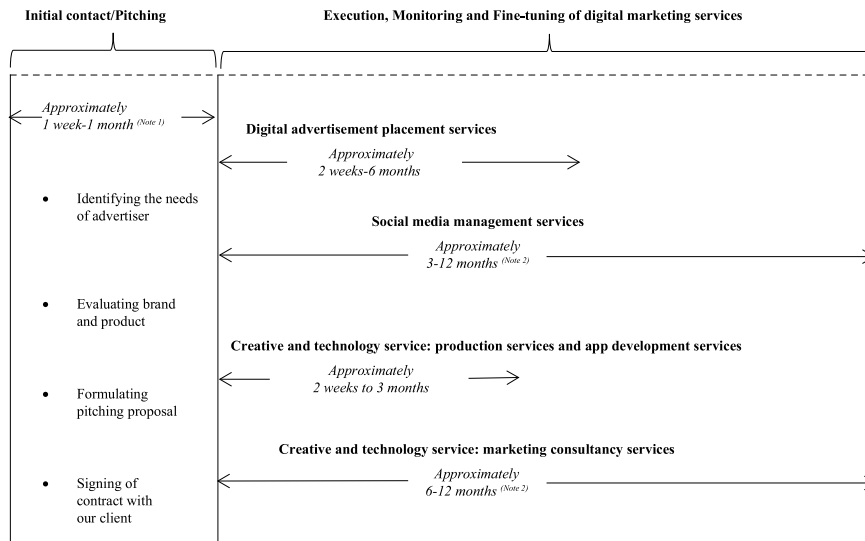 Initial contact/Pitching
Execution, Monitoring and Fine-tuning of digital marketing services
Approximately
1 week-1 month (Note 1)
• Identifying the needs
of advertiser
• Evaluating brand
and product
• Formulating
pitching proposal
• Signing of
contract with
our client
Digital advertisement placement services
Approximately
2 weeks-6 months
Social media management services
Approximately
3-12 months (Note 2)
Creative and technology service: production services and app development services
Approximately
2 weeks to 3 months
Creative and technology service: marketing consultancy services
Approximately
6-12 months (Note 2)